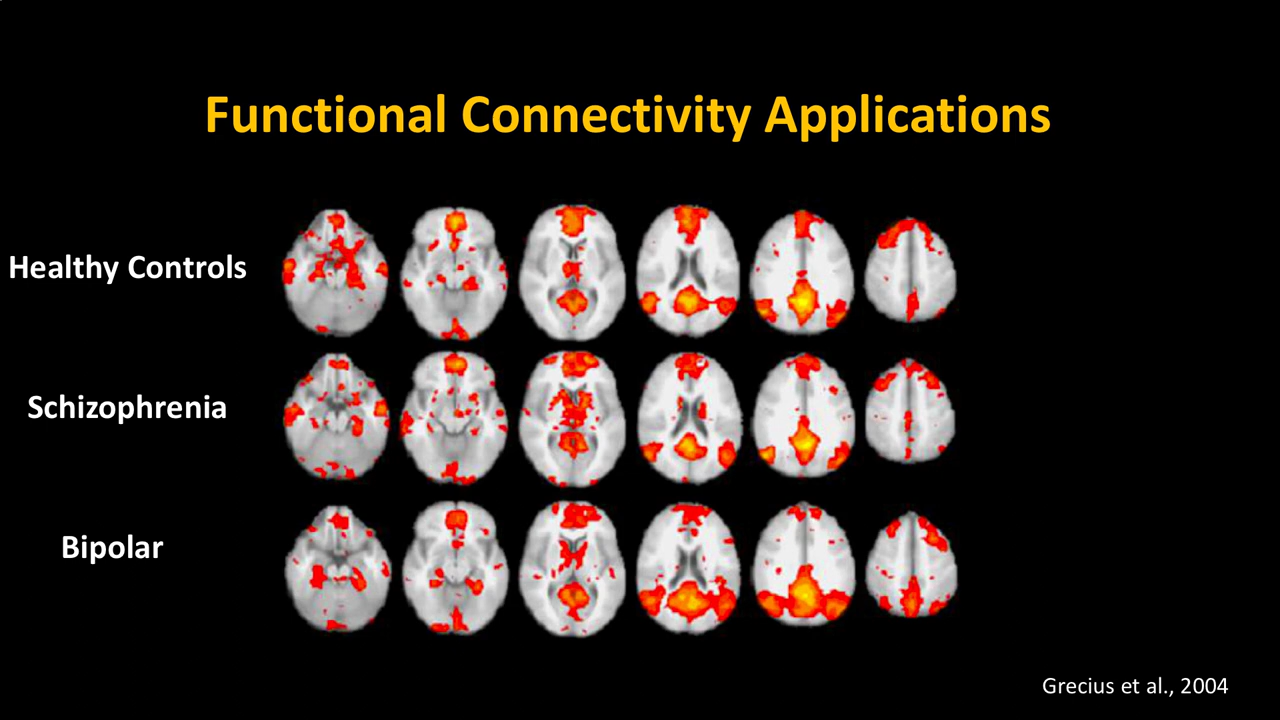 Functional Connectivity Applications
Healthy Controls
Schizophrenia
Bipolar
Grecius et al., 2004